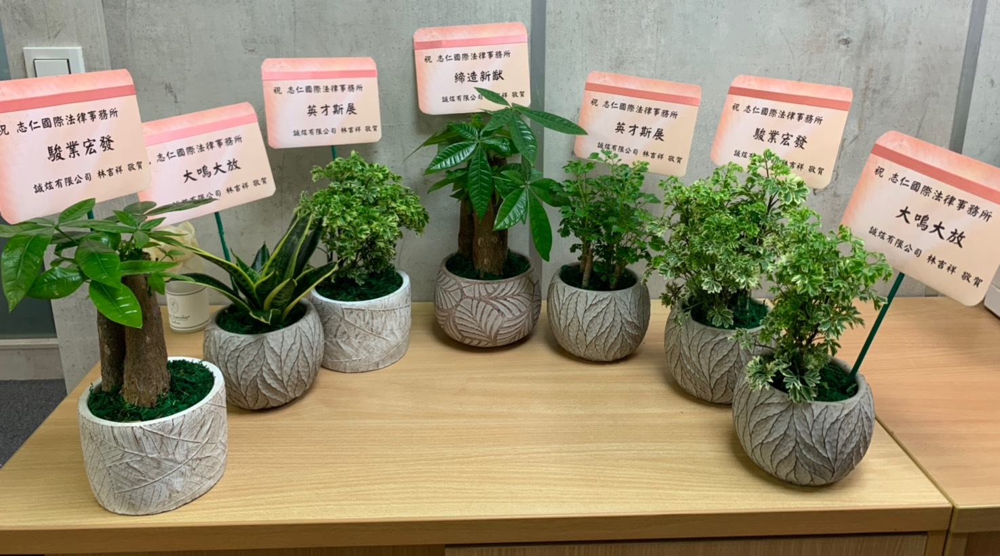 祝 志仁國際法律事務所
駿業宏發
誠炫有限公司 林吉祥 敬賀
志仁國際法律事務所
大鳴大放
有限公司 林吉祥 敬賀
祝 志仁國際法律事務所
英才斯展
誠炫有限公司 林吉祥 敬賀
祝 志仁國際法律事務所
締造新猷
誠炫有限公司 吉祥 敬賀
祝 志仁國際法律事務所
英才斯展
誠炫有限公司 林吉祥 敬賀
祝 志仁國際法律事務所
駿業宏發
誠炫 林吉祥 敬賀
祝 志仁國際法律事務所
大鳴大放
誠炫有限公司 林吉祥 敬賀